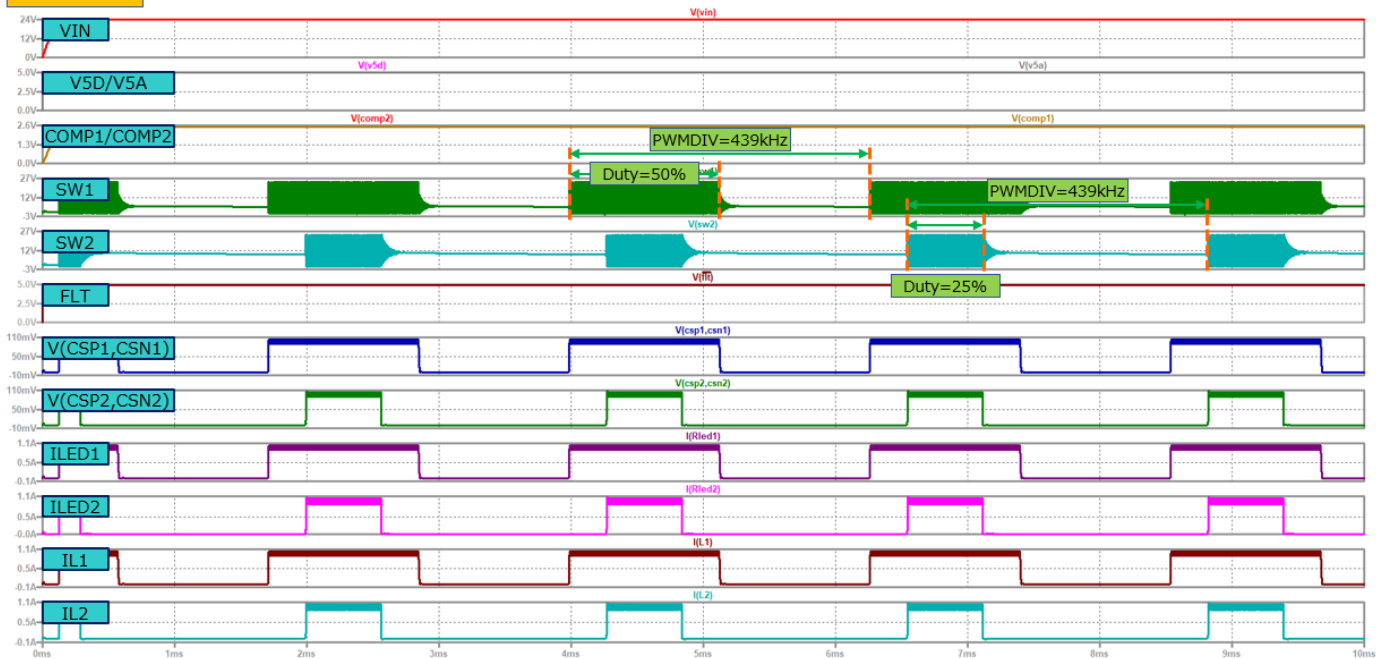 V(vin)
24V
VIN
12V
0V
V(v5d) V(v5a)
5.0V
V5D/V5A
2.5V
0.0V
V(comp2) V(comp1)
2.6V
COMP1/COMP2
1.3V
0.0V
PWMDIV=439kHz
Duty=50%
27V
SW1
12V
-3V
PWMDIV=439kHz
V(sw2)
27V
SW2
12V
-3V
V(flt)
Duty=25%
5.0V
FLT
2.5V
0.0V
V(csp1,csn1)
110mV
V(CSP1,CSN1)
50mV
-10mV
V(csp2,csn2)
110mV
V(CSP2,CSN2)
50mV
-10mV
I(Rled1)
1.1A
ILED1
0.5A
-0.1A
I(Rled2)
1.1A
ILED2
0.5A
-0.0A
I(L1)
1.1A
IL1
0.5A
-0.1A
I(L2)
1.1A
IL2
0.5A
-0.1A
0ms 1ms 2ms 3ms 4ms 5ms 6ms 7ms 8ms 9ms 10ms